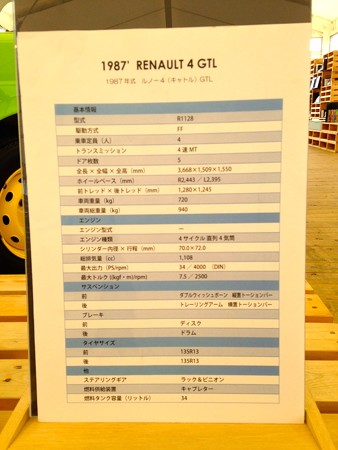 1987' RENAULT 4 GTL
1987年式 ルノー4（キャトル）GTL
基本情報
型式 R1128
駆動方式 FF
乗車定員（人） 4
トランスミッション 4速MT
ドア枚数 5
全長×全幅×全高（mm） 3,668×1,509×1,550
ホイールベース（mm） R2,443 ／ L2,395
前トレッド×後トレッド（mm） 1,280×1,245
車両重量（kg） 720
車両総重量（kg） 940
エンジン
エンジン型式 ー
エンジン種類 4サイクル直列4気筒
シリンダー内径×行程（mm） 70.0×72.0
総排気量（cc） 1,108
最大出力（PS/rpm） 34 ／ 4000 （DIN）
最大トルク(kgf・m)/rpm) 7.5 ／ 2500
サスペンション
前 ダブルウィッシュボーン 縦置トーションバー
後 トレーリングアーム 横置トーションバー
ブレーキ
前 ディスク
後 ドラム
タイヤサイズ
前 135R13
後 135R13
他
ステアリングギア ラック＆ピニオン
燃料供給装置 キャブレター
燃料タンク容量（リットル） 34